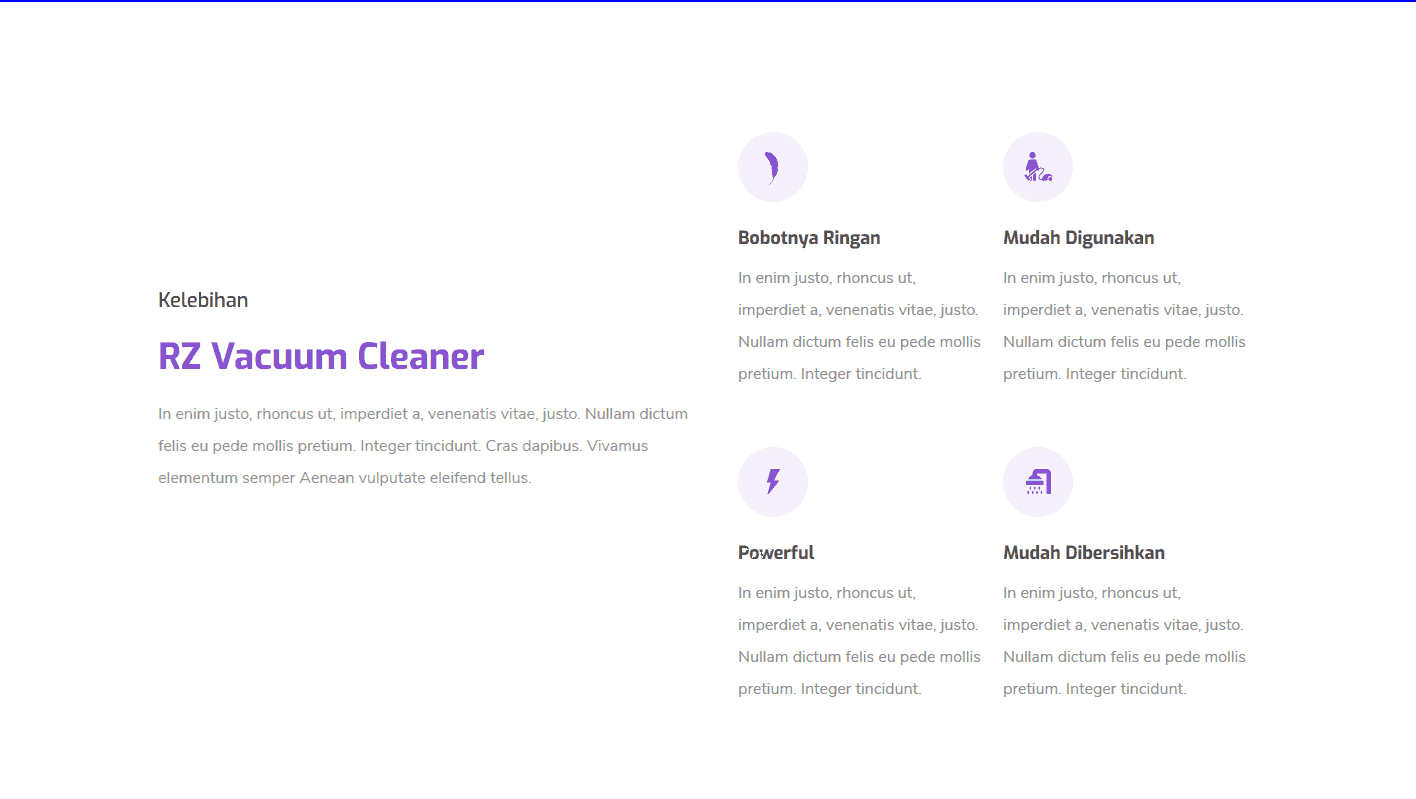 Kelebihan
RZ Vacuum Cleaner
In enim justo, rhoncus ut, imperdiet a, venenatis vitae, justo. Nullam dictum
felis eu pede mollis pretium. Integer tincidunt. Cras dapibus. Vivamus
elementum semper Aenean vulputate eleifend tellus.
Bobotnya Ringan
In enim justo, rhoncus ut,
imperdiet a, venenatis vitae, justo.
Nullam dictum felis eu pede mollis
pretium. Integer tincidunt.
Mudah Digunakan
In enim justo, rhoncus ut,
imperdiet a, venenatis vitae, justo.
Nullam dictum felis eu pede mollis
pretium. Integer tincidunt.
Powerful
In enim justo, rhoncus ut,
imperdiet a, venenatis vitae, justo.
Nullam dictum felis eu pede mollis
pretium. Integer tincidunt.
Mudah Dibersihkan
In enim justo, rhoncus ut,
imperdiet a, venenatis vitae, justo.
Nullam dictum felis eu pede mollis
pretium. Integer tincidunt.